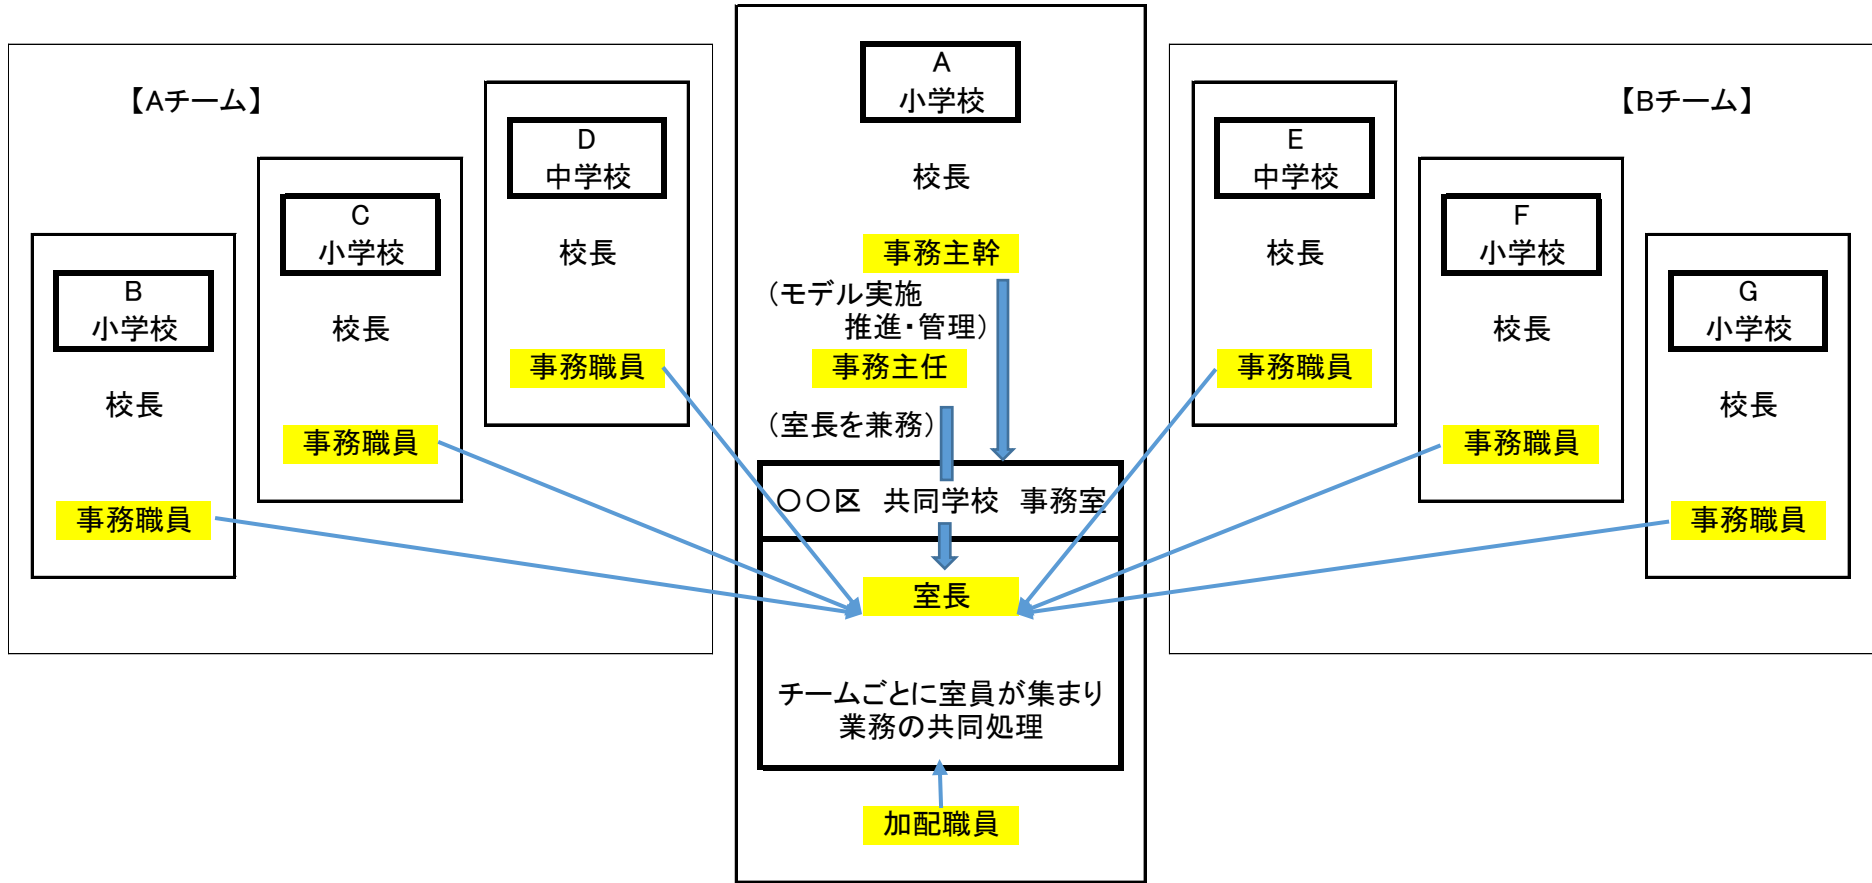 【Aチーム】
B
小学校
校長
事務職員
C
小学校
校長
事務職員
D
中学校
校長
事務職員
A
小学校
校長
事務主幹
(モデル実施
推進・管理)
事務主任
(室長を兼務)
〇〇区 共同学校 事務室
室長
チームごとに室員が集まり
業務の共同処理
加配職員
【Bチーム】
E
中学校
校長
事務職員
F
小学校
校長
事務職員
G
小学校
校長
事務職員